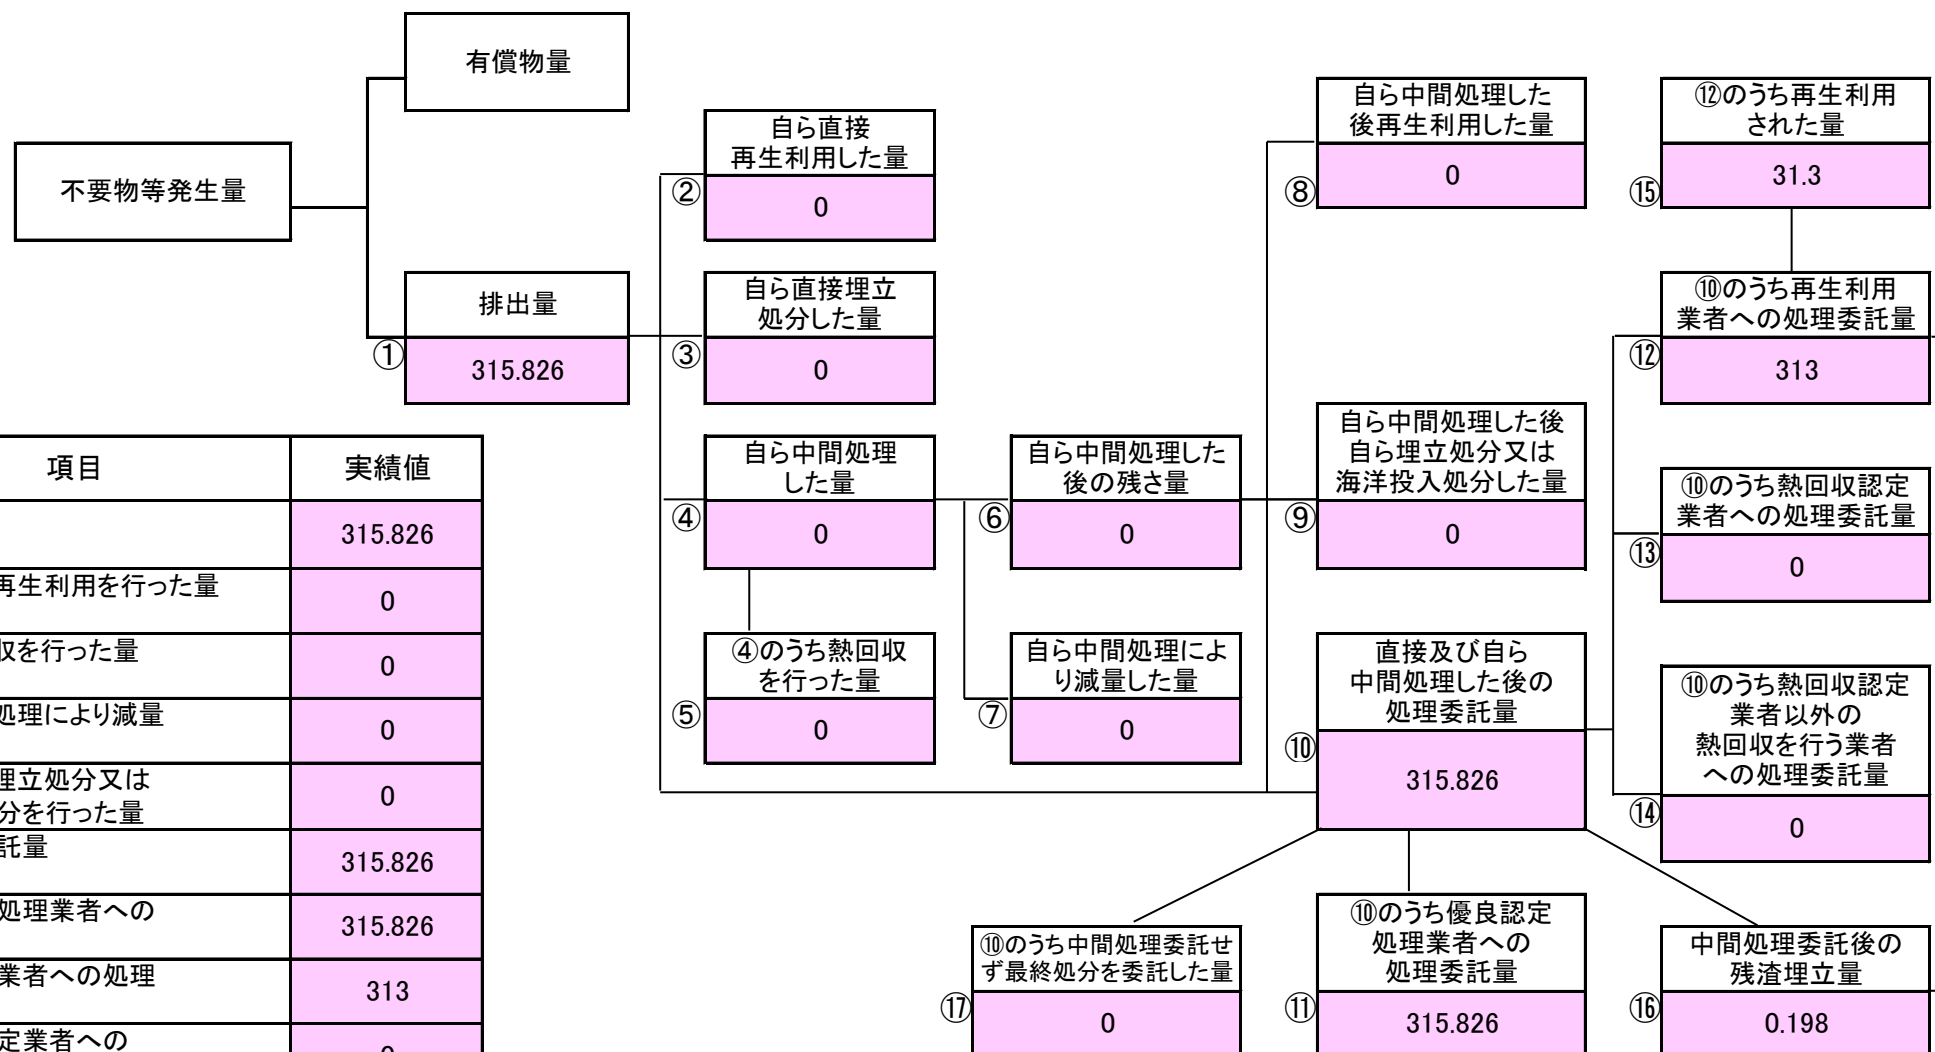 有償物量
不要物等発生量
排出量
①
315.826
自ら直接
再生利用した量
②
0
自ら直接埋立
処分した量
③
0
自ら中間処理
した量
④
0
④のうち熱回収
を行った量
⑤
0
自ら中間処理した
後の残さ量
⑥
0
自ら中間処理によ
り減量した量
⑦
0
自ら中間処理した
後再生利用した量
⑧
0
自ら中間処理した後
自ら埋立処分又は
海洋投入処分した量
⑨
0
直接及び自ら
中間処理した後の
処理委託量
⑩
315.826
⑫のうち再生利用
された量
⑮
31.3
⑩のうち再生利用
業者への処理委託量
⑫
313
⑩のうち熱回収認定
業者への処理委託量
⑬
0
⑩のうち熱回収認定
業者以外の
熱回収を行う業者
への処理委託量
⑭
0
⑩のうち中間処理委託せ
ず最終処分を委託した量
⑰
0
⑩のうち優良認定
処理業者への
処理委託量
⑪
315.826
中間処理委託後の
残渣埋立量
⑯
0.198
項目 実績値
315.826
再生利用を行った量
0
収を行った量
0
処理により減量
0
埋立処分又は
分を行った量
0
託量
315.826
処理業者への
315.826
業者への処理
313
定業者への
0